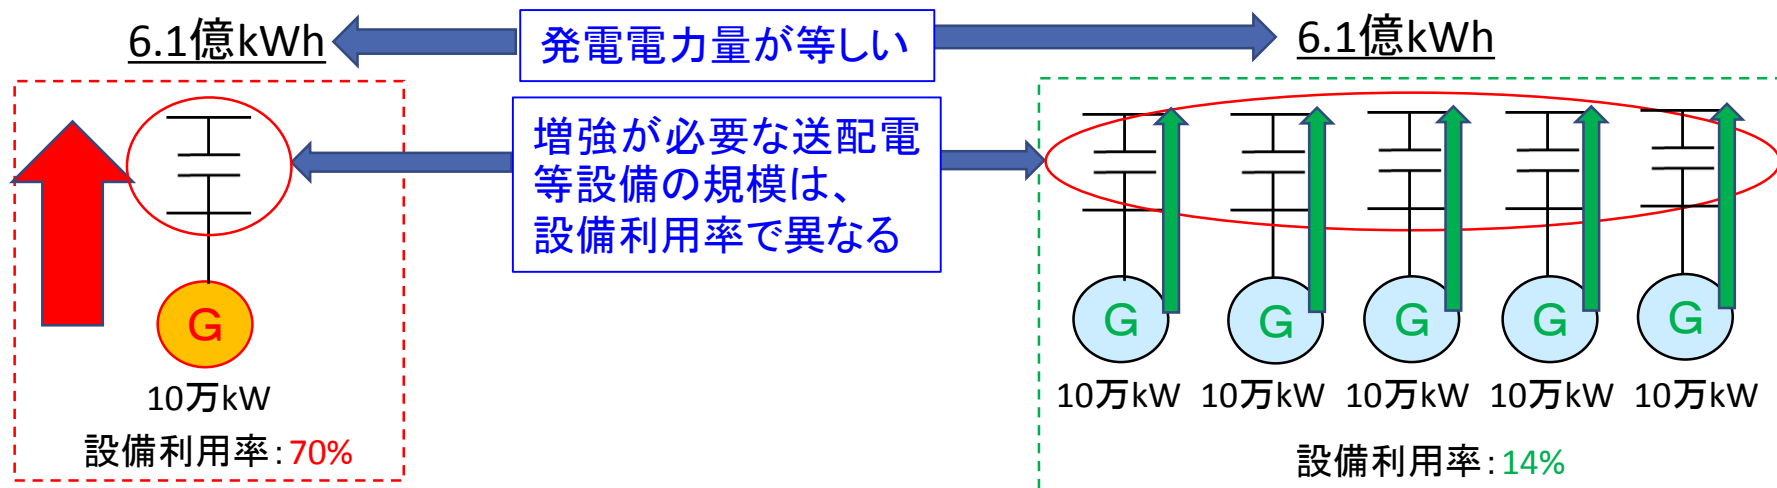 6.1億kWh
発電電力量が等しい
6.1億kWh
増強が必要な送配電
等設備の規模は、
設備利用率で異なる
G
10万kW
設備利用率：70%
G G G G G
10万kW 10万kW 10万kW 10万kW 10万kW
設備利用率：14%